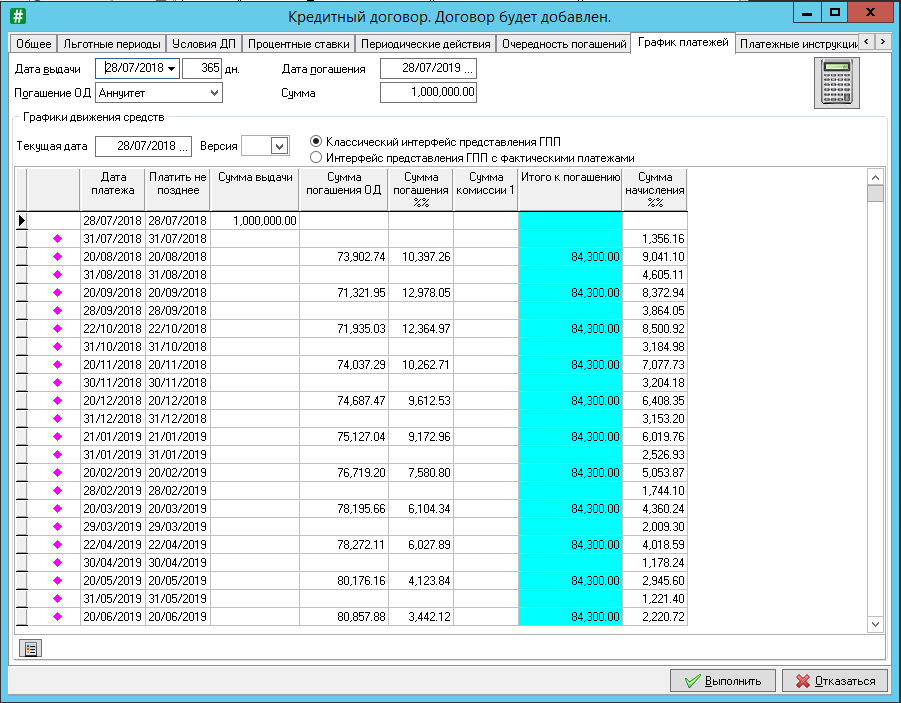 #
Кредитный договор. Договор будет добавлен.
Общее Льготные периоды Условия ДП Процентные ставки Периодические действия Очередность погашений График платежей Платежные инструкции
Дата выдачи 28/07/2018 365 дн. Дата погашения 28/07/2019 ...
Погашение ОД Аннуитет Сумма 1,000,000.00
Графики движения средств
Текущая дата 28/07/2018 ... Версия Классический интерфейс представления ГПП
Интерфейс представления ГПП с фактическими платежами
Дата платежа Платить не позднее Сумма выдачи Сумма погашения ОД Сумма погашения %% Сумма комиссии 1 Итого к погашению Сумма начисления %%
28/07/2018 28/07/2018 1,000,000.00
31/07/2018 31/07/2018 1,356.16
20/08/2018 20/08/2018 73,902.74 10,397.26 84,300.00 9,041.10
31/08/2018 31/08/2018 4,605.11
20/09/2018 20/09/2018 71,321.95 12,978.05 84,300.00 8,372.94
28/09/2018 28/09/2018 3,864.05
22/10/2018 22/10/2018 71,935.03 12,364.97 84,300.00 8,500.92
31/10/2018 31/10/2018 3,184.98
20/11/2018 20/11/2018 74,037.29 10,262.71 84,300.00 7,077.73
30/11/2018 30/11/2018 3,204.18
20/12/2018 20/12/2018 74,687.47 9,612.53 84,300.00 6,408.35
31/12/2018 31/12/2018 3,153.20
21/01/2019 21/01/2019 75,127.04 9,172.96 84,300.00 6,019.76
31/01/2019 31/01/2019 2,526.93
20/02/2019 20/02/2019 76,719.20 7,580.80 84,300.00 5,053.87
28/02/2019 28/02/2019 1,744.10
20/03/2019 20/03/2019 78,195.66 6,104.34 84,300.00 4,360.24
29/03/2019 29/03/2019 2,009.30
22/04/2019 22/04/2019 78,272.11 6,027.89 84,300.00 4,018.59
30/04/2019 30/04/2019 1,178.24
20/05/2019 20/05/2019 80,176.16 4,123.84 84,300.00 2,945.60
31/05/2019 31/05/2019 1,221.40
20/06/2019 20/06/2019 80,857.88 3,442.12 84,300.00 2,220.72
Выполнить Отказаться